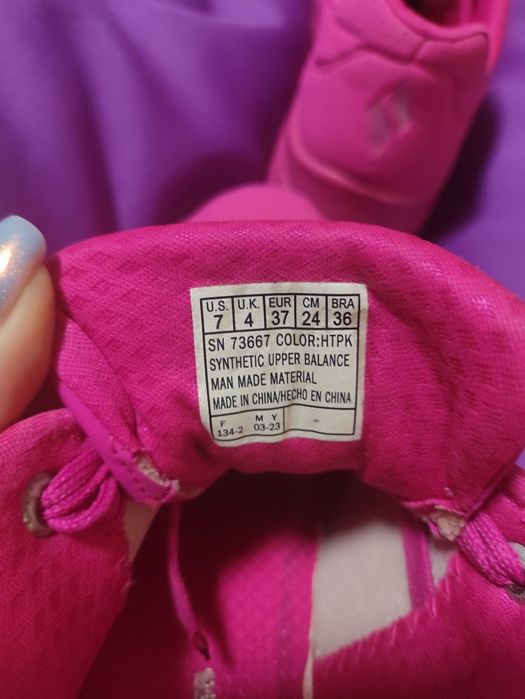 U.S. U.K. EUR CM BRA
7 4 37 24 36
SN 73667 COLOR:HTPK
SYNTHETIC UPPER BALANCE
MAN MADE MATERIAL
MADE IN CHINA/HECHO EN CHINA
F M Y
134-2 03-23 -